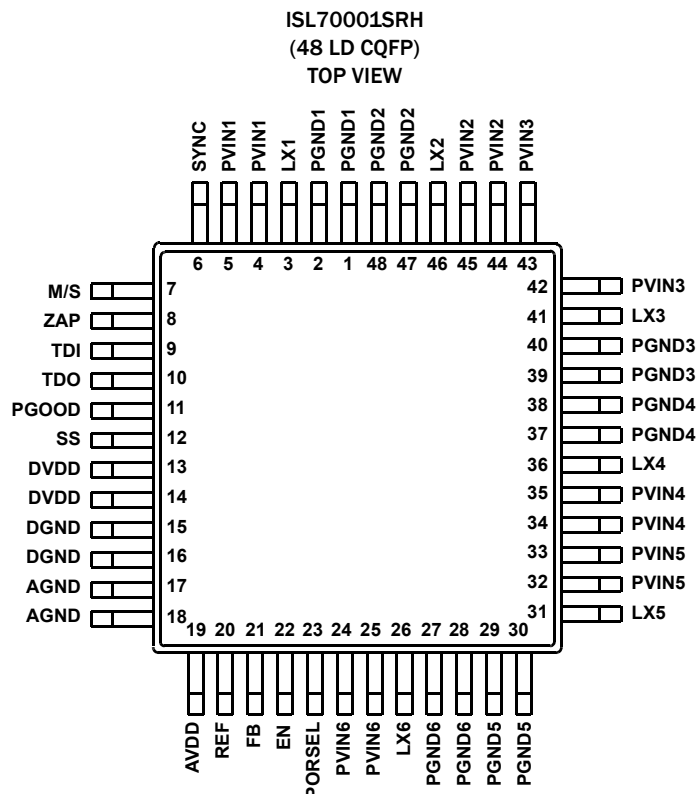 ISL70001SRH
(48 LD CQFP)
TOP VIEW
SYNC
PVIN1
PVIN1
LX1
PGND1
PGND1
PGND2
PGND2
LX2
PVIN2
PVIN2
PVIN3
6 5 4 3 2 1 48 47 46 45 44 43
M/S 7
ZAP 8
TDI 9
TDO 10
PGOOD 11
SS 12
DVDD 13
DVDD 14
DGND 15
DGND 16
AGND 17
AGND 18
42 PVIN3
41 LX3
40 PGND3
39 PGND3
38 PGND4
37 PGND4
36 LX4
35 PVIN4
34 PVIN4
33 PVIN5
32 PVIN5
31 LX5
19 20 21 22 23 24 25 26 27 28 29 30
AVDD
REF
FB
EN
PORSEL
PVIN6
PVIN6
LX6
PGND6
PGND6
PGND5
PGND5